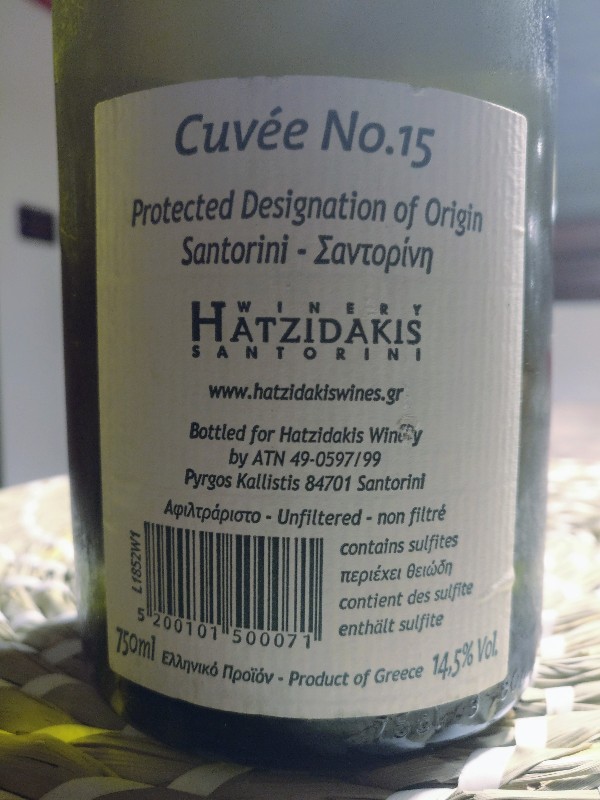 Cuvée No.15
Protected Designation of Origin
Santorini - Σαντορίνη
WINERY
HATZIDAKIS
SANTORINI
www.hatzidakiswines.gr
Bottled for Hatzidakis Winery
by ATN 49-0597/99
Pyrgos Kallistis 84701 Santorini
Αφιλτράριστο - Unfiltered - non filtré
L1852W1
contains sulfites
περιέχει θειώδη
contient des sulfite
enthält sulfite
5 200101 500071
750ml Ελληνικό Προϊόν - Product of Greece 14,5% Vol.